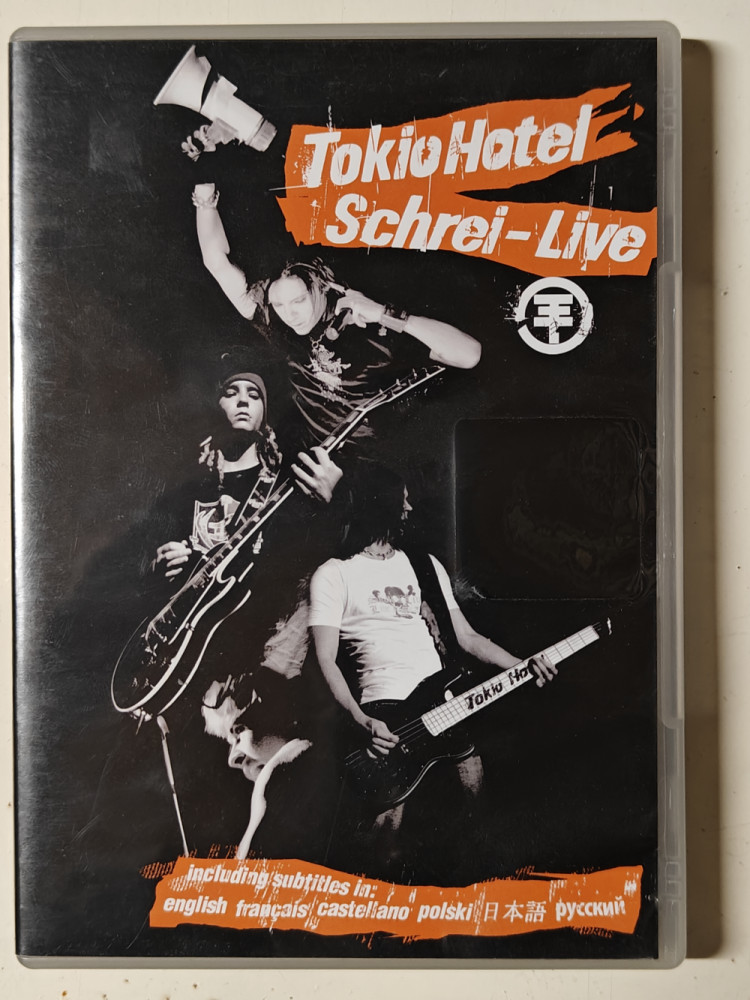 Tokio Hotel
Schrei-Live
Tokio Hotel
including subtitles in:
english français castellano polski 日本語 русский